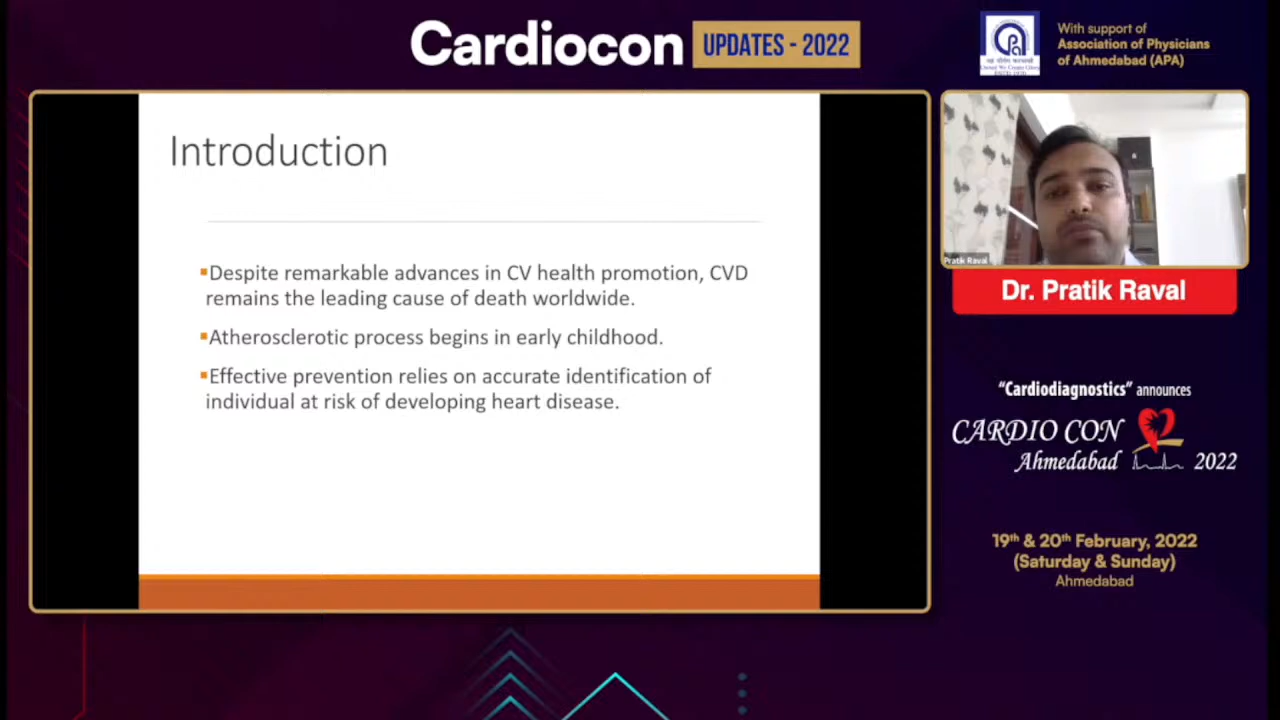 Cardiocon UPDATES - 2022
With support of
Association of Physicians
of Ahmedabad (APA)
Introduction
▪Despite remarkable advances in CV health promotion, CVD
remains the leading cause of death worldwide.
▪Atherosclerotic process begins in early childhood.
▪Effective prevention relies on accurate identification of
individual at risk of developing heart disease.
Pratik Raval
Dr. Pratik Raval
“Cardiodiagnostics” announces
CARDIO CON
Ahmedabad 2022
19th & 20th February, 2022
(Saturday & Sunday)
Ahmedabad